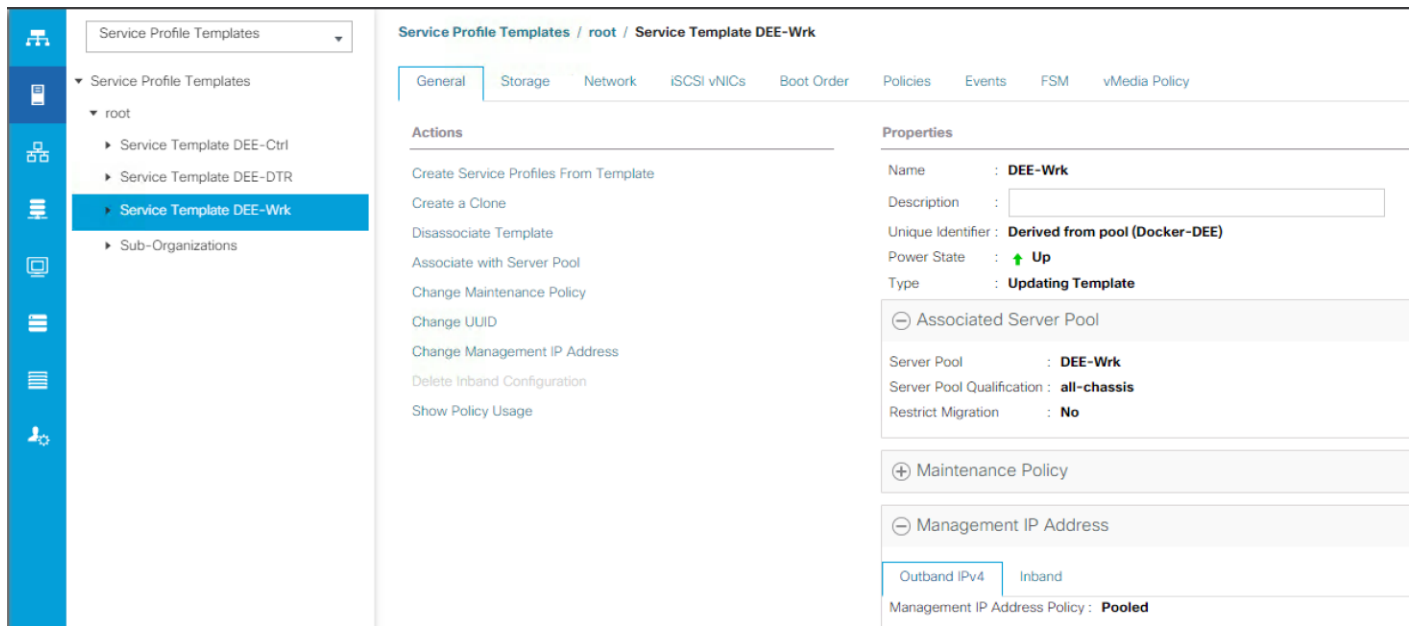 Service Profile Templates
Service Profile Templates
root
Service Template DEE-Ctrl
Service Template DEE-DTR
Service Template DEE-Wrk
Sub-Organizations
Service Profile Templates / root / Service Template DEE-Wrk
General Storage Network iSCSI vNICs Boot Order Policies Events FSM vMedia Policy
Actions
Create Service Profiles From Template
Create a Clone
Disassociate Template
Associate with Server Pool
Change Maintenance Policy
Change UUID
Change Management IP Address
Delete Inband Configuration
Show Policy Usage
Properties
Name : DEE-Wrk
Description :
Unique Identifier : Derived from pool (Docker-DEE)
Power State : Up
Type : Updating Template
Associated Server Pool
Server Pool : DEE-Wrk
Server Pool Qualification : all-chassis
Restrict Migration : No
Maintenance Policy
Management IP Address
Outband IPv4 Inband
Management IP Address Policy : Pooled